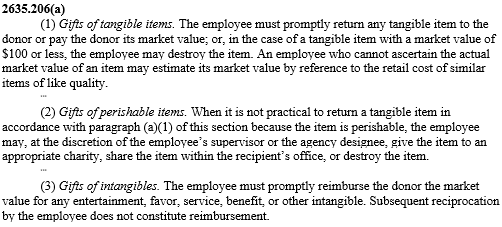 2635.206(a)
(1) Gifts of tangible items. The employee must promptly return any tangible item to the
donor or pay the donor its market value; or, in the case of a tangible item with a market value of
$100 or less, the employee may destroy the item. An employee who cannot ascertain the actual
market value of an item may estimate its market value by reference to the retail cost of similar
items of like quality.
...
(2) Gifts of perishable items. When it is not practical to return a tangible item in
accordance with paragraph (a)(1) of this section because the item is perishable, the employee
may, at the discretion of the employee's supervisor or the agency designee, give the item to an
appropriate charity, share the item within the recipient's office, or destroy the item.
...
(3) Gifts of intangibles. The employee must promptly reimburse the donor the market
value for any entertainment, favor, service, benefit, or other intangible. Subsequent reciprocation
by the employee does not constitute reimbursement.